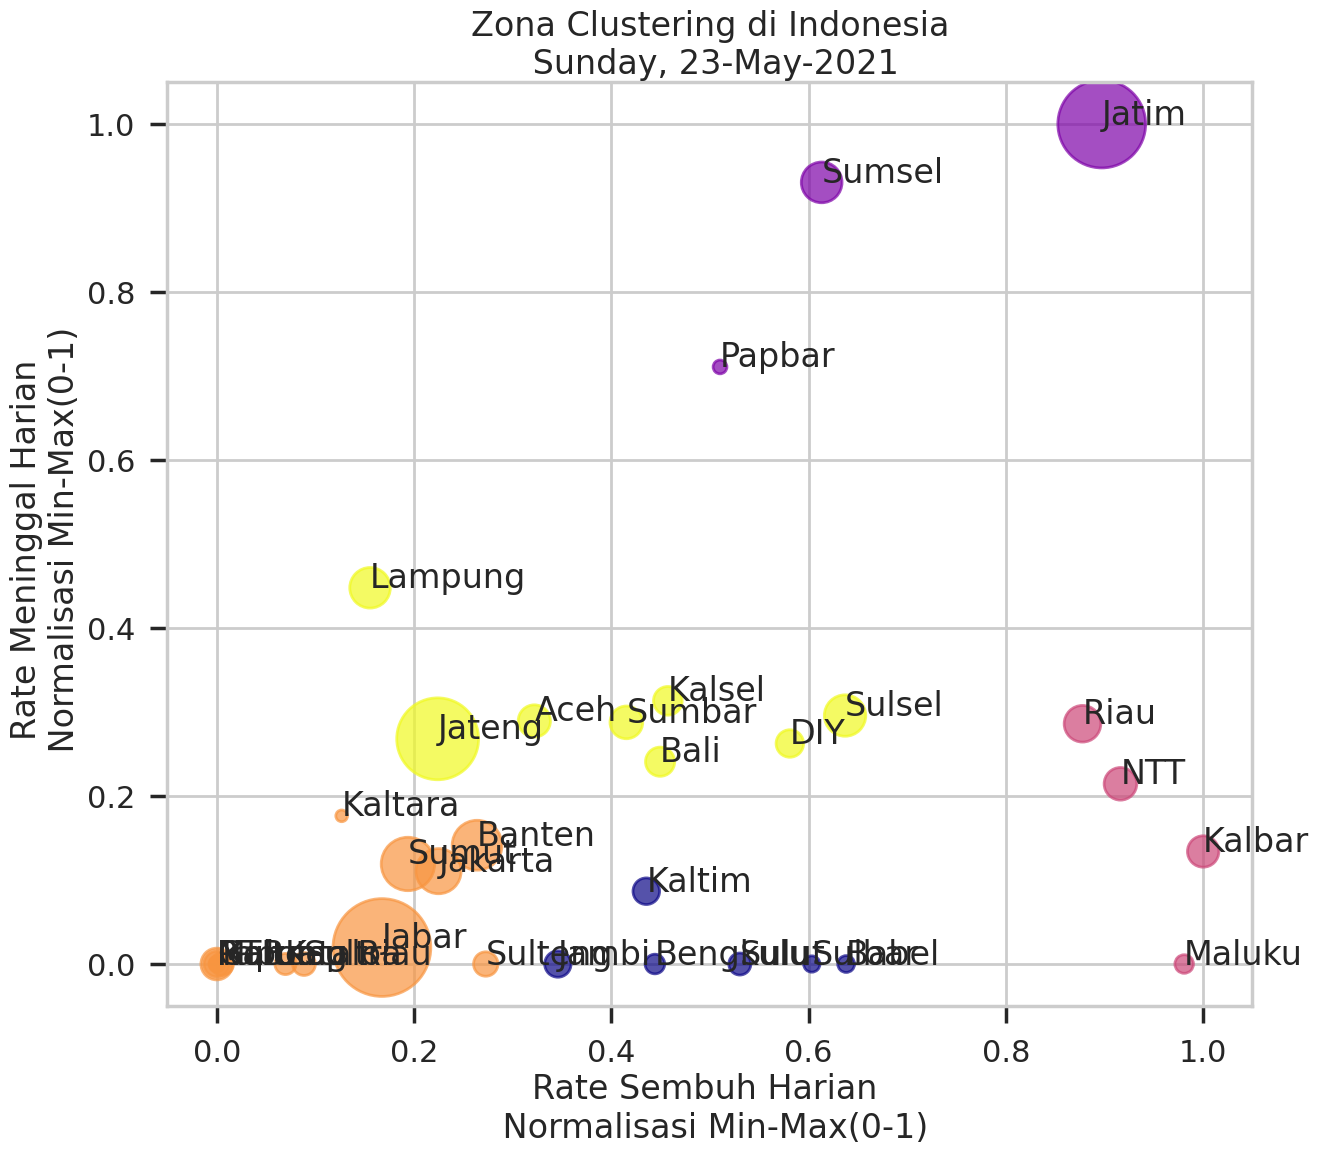 Zona Clustering di Indonesia
Sunday, 23-May-2021
Rate Meninggal Harian
Normalisasi Min-Max(0-1)
1.0
0.8
0.6
0.4
0.2
0.0
Jatim
Sumsel
Papbar
Lampung
Kalsel
Aceh
Sumbar
Sulsel
Riau
Jateng
DIY
Bali
NTT
Kaltara
Banten
Sumut
Jakarta
Kalbar
Kaltim
Jabar
Sulteng
Jambi
Bengkulu
Sulut
Sulbar
Babel
Maluku
0.0
0.2
0.4
0.6
0.8
1.0
Rate Sembuh Harian
Normalisasi Min-Max(0-1)